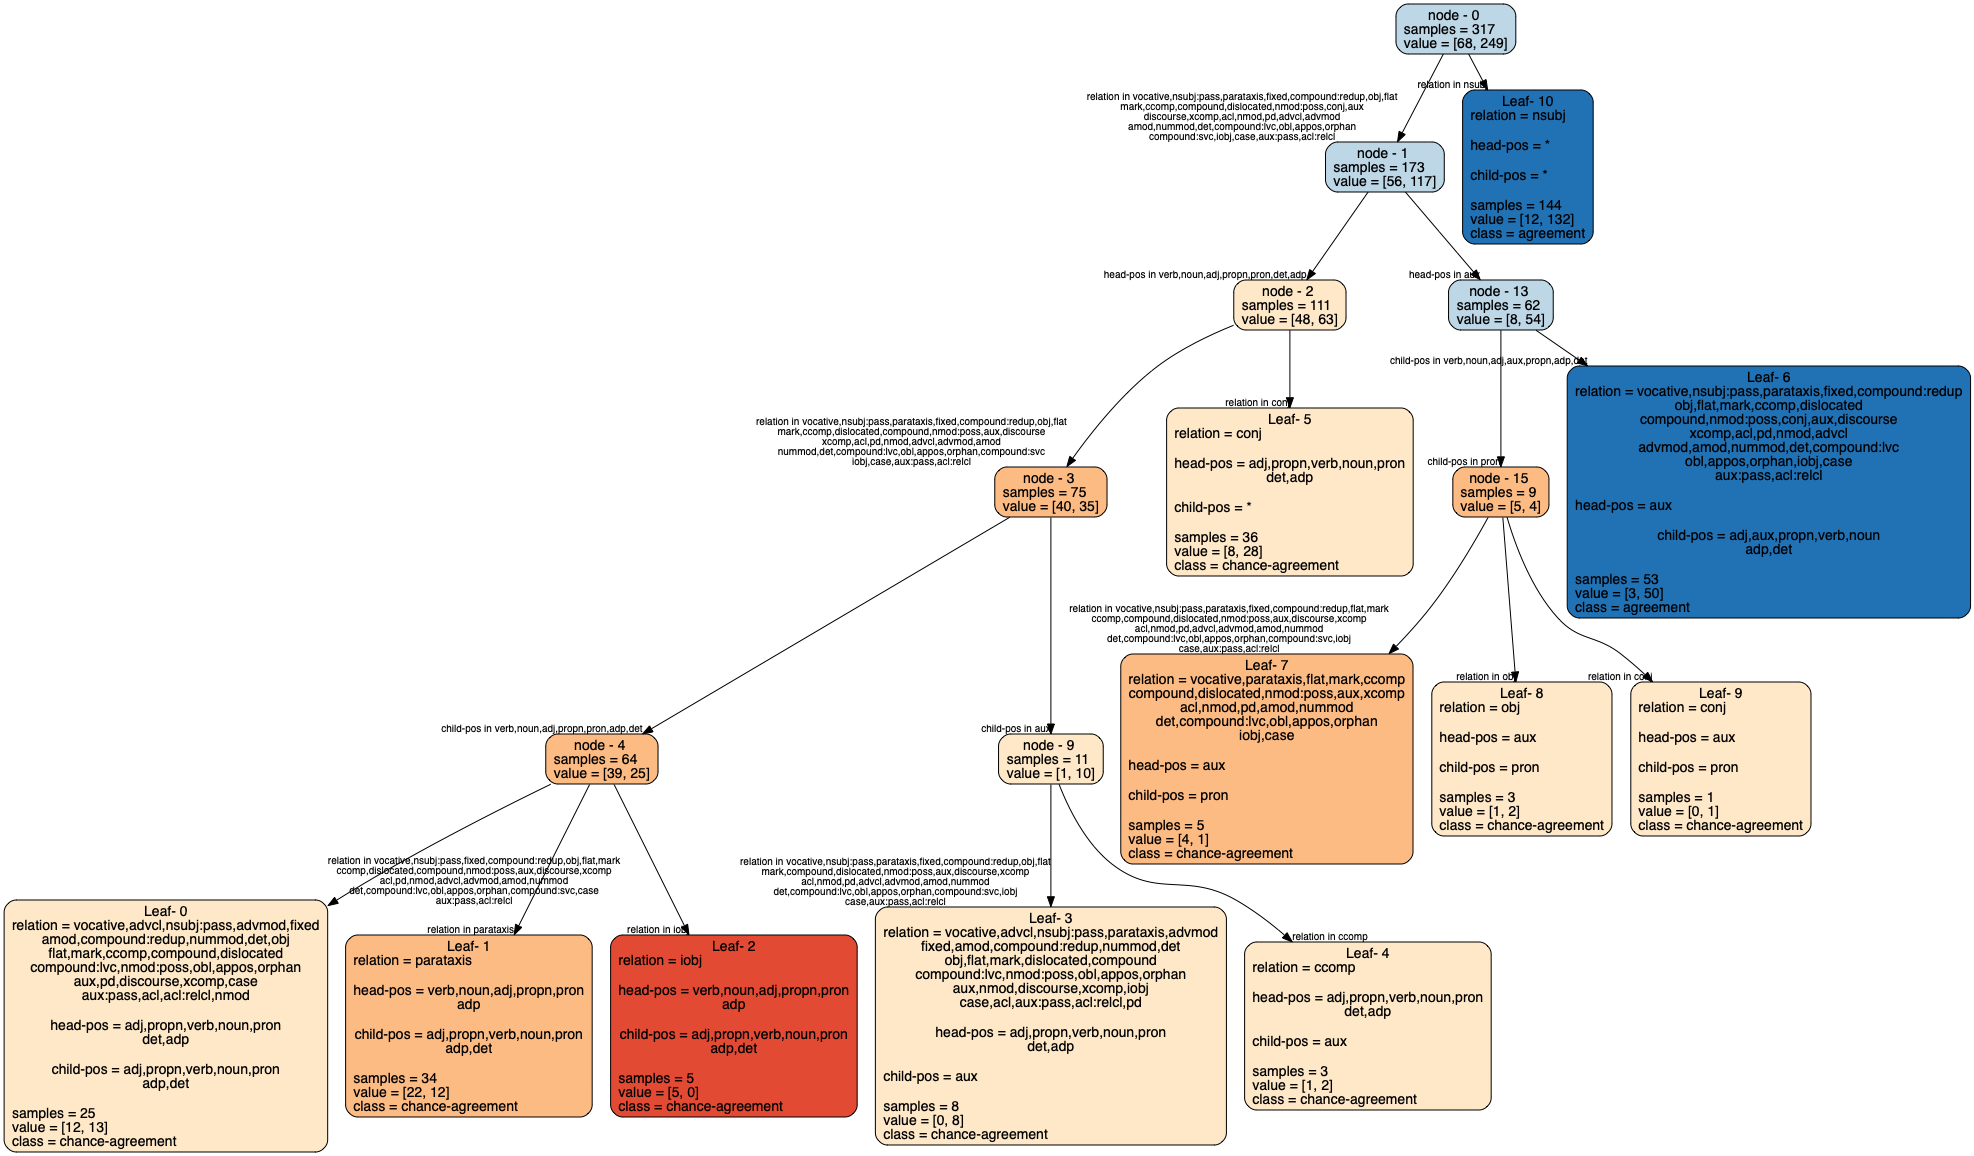 node - 0
samples = 317
value = [68, 249]
relation in vocative,nsubj:pass,parataxis,fixed,compound:redup,obj,flat
mark,ccomp,compound,dislocated,nmod:poss,conj,aux
discourse,xcomp,acl,nmod,pd,advcl,advmod
amod,nummod,det,compound:lvc,obl,appos,orphan
compound:svc,iobj,case,aux:pass,acl:relcl
relation in nsubj
Leaf- 10
relation = nsubj
head-pos = *
child-pos = *
samples = 144
value = [12, 132]
class = agreement
node - 1
samples = 173
value = [56, 117]
head-pos in verb,noun,adj,propn,pron,det,adp
head-pos in aux
node - 2
samples = 111
value = [48, 63]
node - 13
samples = 62
value = [8, 54]
relation in vocative,nsubj:pass,parataxis,fixed,compound:redup,obj,flat
mark,ccomp,dislocated,compound,nmod:poss,aux,discourse
xcomp,acl,pd,nmod,advcl,advmod,amod
nummod,det,compound:lvc,obl,appos,orphan,compound:svc
iobj,case,aux:pass,acl:relcl
relation in conj
child-pos in verb,noun,adj,aux,propn,adp,det
child-pos in pron
Leaf- 5
relation = conj
head-pos = adj,propn,verb,noun,pron
det,adp
child-pos = *
samples = 36
value = [8, 28]
class = chance-agreement
Leaf- 6
relation = vocative,nsubj:pass,parataxis,fixed,compound:redup
obj,flat,mark,ccomp,dislocated
compound,nmod:poss,conj,aux,discourse
xcomp,acl,pd,nmod,advcl
advmod,amod,nummod,det,compound:lvc
obl,appos,orphan,iobj,case
aux:pass,acl:relcl
head-pos = aux
child-pos = adj,aux,propn,verb,noun
adp,det
samples = 53
value = [3, 50]
class = agreement
node - 3
samples = 75
value = [40, 35]
node - 15
samples = 9
value = [5, 4]
relation in vocative,nsubj:pass,parataxis,fixed,compound:redup,flat,mark
ccomp,compound,dislocated,nmod:poss,aux,discourse,xcomp
acl,nmod,pd,advcl,advmod,amod,nummod
det,compound:lvc,obl,appos,orphan,compound:svc,iobj
case,aux:pass,acl:relcl
relation in obj
relation in conj
Leaf- 7
relation = vocative,parataxis,flat,mark,ccomp
compound,dislocated,nmod:poss,aux,xcomp
acl,nmod,pd,amod,nummod
det,compound:lvc,obl,appos,orphan
iobj,case
head-pos = aux
child-pos = pron
samples = 5
value = [4, 1]
class = chance-agreement
Leaf- 8
relation = obj
head-pos = aux
child-pos = pron
samples = 3
value = [1, 2]
class = chance-agreement
Leaf- 9
relation = conj
head-pos = aux
child-pos = pron
samples = 1
value = [0, 1]
class = chance-agreement
child-pos in verb,noun,adj,propn,pron,adp,det
child-pos in aux
node - 4
samples = 64
value = [39, 25]
node - 9
samples = 11
value = [1, 10]
relation in vocative,nsubj:pass,fixed,compound:redup,obj,flat,mark
ccomp,dislocated,compound,nmod:poss,aux,discourse,xcomp
acl,pd,nmod,advcl,advmod,amod,nummod
det,compound:lvc,obl,appos,orphan,compound:svc,case
aux:pass,acl:relcl
relation in parataxis
relation in iobj
relation in vocative,nsubj:pass,parataxis,fixed,compound:redup,obj,flat
mark,compound,dislocated,nmod:poss,aux,discourse,xcomp
acl,nmod,pd,advcl,advmod,amod,nummod
det,compound:lvc,obl,appos,orphan,compound:svc,iobj
case,aux:pass,acl:relcl
relation in ccomp
Leaf- 0
relation = vocative,advcl,nsubj:pass,advmod,fixed
amod,compound:redup,nummod,det,obj
flat,mark,ccomp,compound,dislocated
compound:lvc,nmod:poss,obl,appos,orphan
aux,pd,discourse,xcomp,case
aux:pass,acl,acl:relcl,nmod
head-pos = adj,propn,verb,noun,pron
det,adp
child-pos = adj,propn,verb,noun,pron
adp,det
samples = 25
value = [12, 13]
class = chance-agreement
Leaf- 1
relation = parataxis
head-pos = verb,noun,adj,propn,pron
adp
child-pos = adj,propn,verb,noun,pron
adp,det
samples = 34
value = [22, 12]
class = chance-agreement
Leaf- 2
relation = iobj
head-pos = verb,noun,adj,propn,pron
adp
child-pos = adj,propn,verb,noun,pron
adp,det
samples = 5
value = [5, 0]
class = chance-agreement
Leaf- 3
relation = vocative,advcl,nsubj:pass,parataxis,advmod
fixed,amod,compound:redup,nummod,det
obj,flat,mark,dislocated,compound
compound:lvc,nmod:poss,obl,appos,orphan
aux,nmod,discourse,xcomp,iobj
case,acl,aux:pass,acl:relcl,pd
head-pos = adj,propn,verb,noun,pron
det,adp
child-pos = aux
samples = 8
value = [0, 8]
class = chance-agreement
Leaf- 4
relation = ccomp
head-pos = adj,propn,verb,noun,pron
det,adp
child-pos = aux
samples = 3
value = [1, 2]
class = chance-agreement